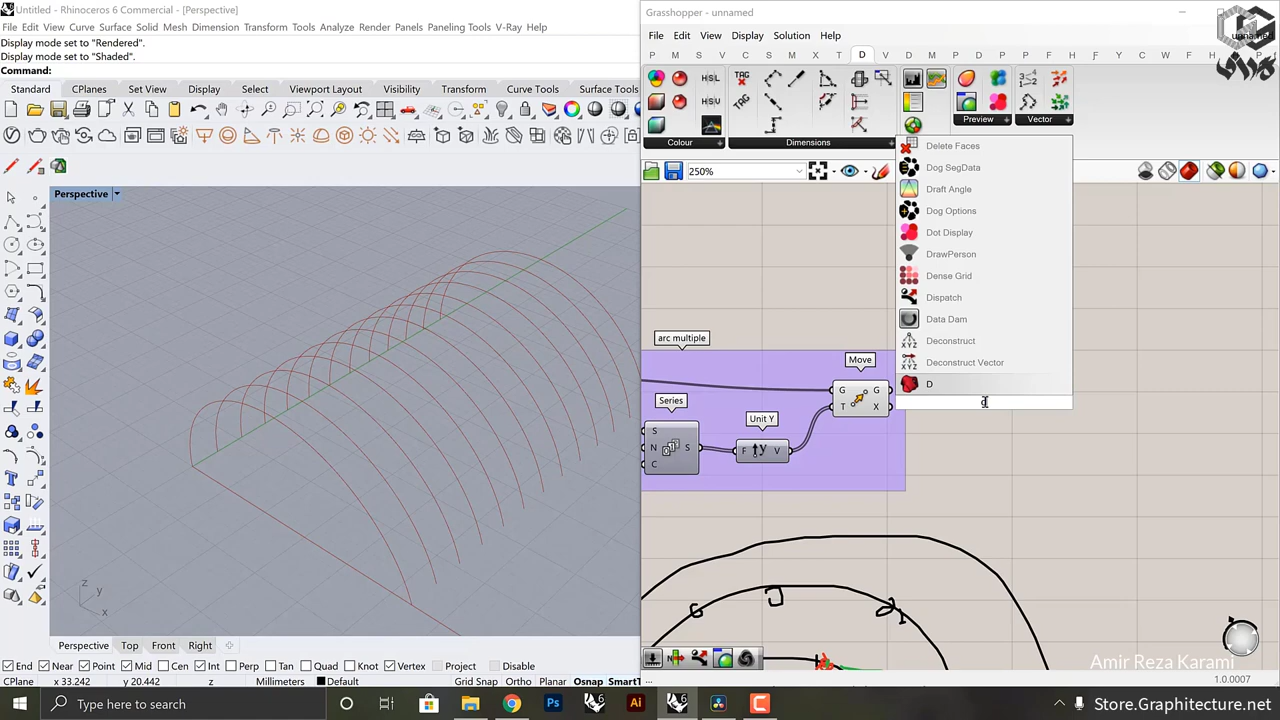 Untitled - Rhinoceros 6 Commercial - [Perspective]
File Edit View Curve Surface Solid Mesh Dimension Transform Tools Analyze Render Panels Paneling Tools V-Ray Help
Display mode set to "Rendered".
Display mode set to "Shaded".
Command:
Standard CPlanes Set View Display Select Viewport Layout Visibility Transform Curve Tools Surface Tools
Perspective
z
y
x
Perspective Top Front Right
End Near Point Mid Cen Int Perp Tan Quad Knot Vertex Project Disable
CPlane x 33.242 y 20.442 z Millimeters Default Grid Snap Ortho Planar Osnap SmartT
Grasshopper - unnamed
File Edit View Display Solution Help
unnamed
P M S V C S M X T D V D M S D P D P M F H F Y C F H W
HSL
HSV
TAG
TAG
Colour Dimensions Preview Vector
250%
Delete Faces
Dog SegData
Draft Angle
Dog Options
Dot Display
DrawPerson
Dense Grid
Dispatch
Data Dam
Deconstruct
Deconstruct Vector
D
d
arc multiple
Move
G G
T X
Series
S
N S
C
Unit Y
F y V
1.0.0007
Amir Reza Karami
Store.Graphitecture.net
Type here to search